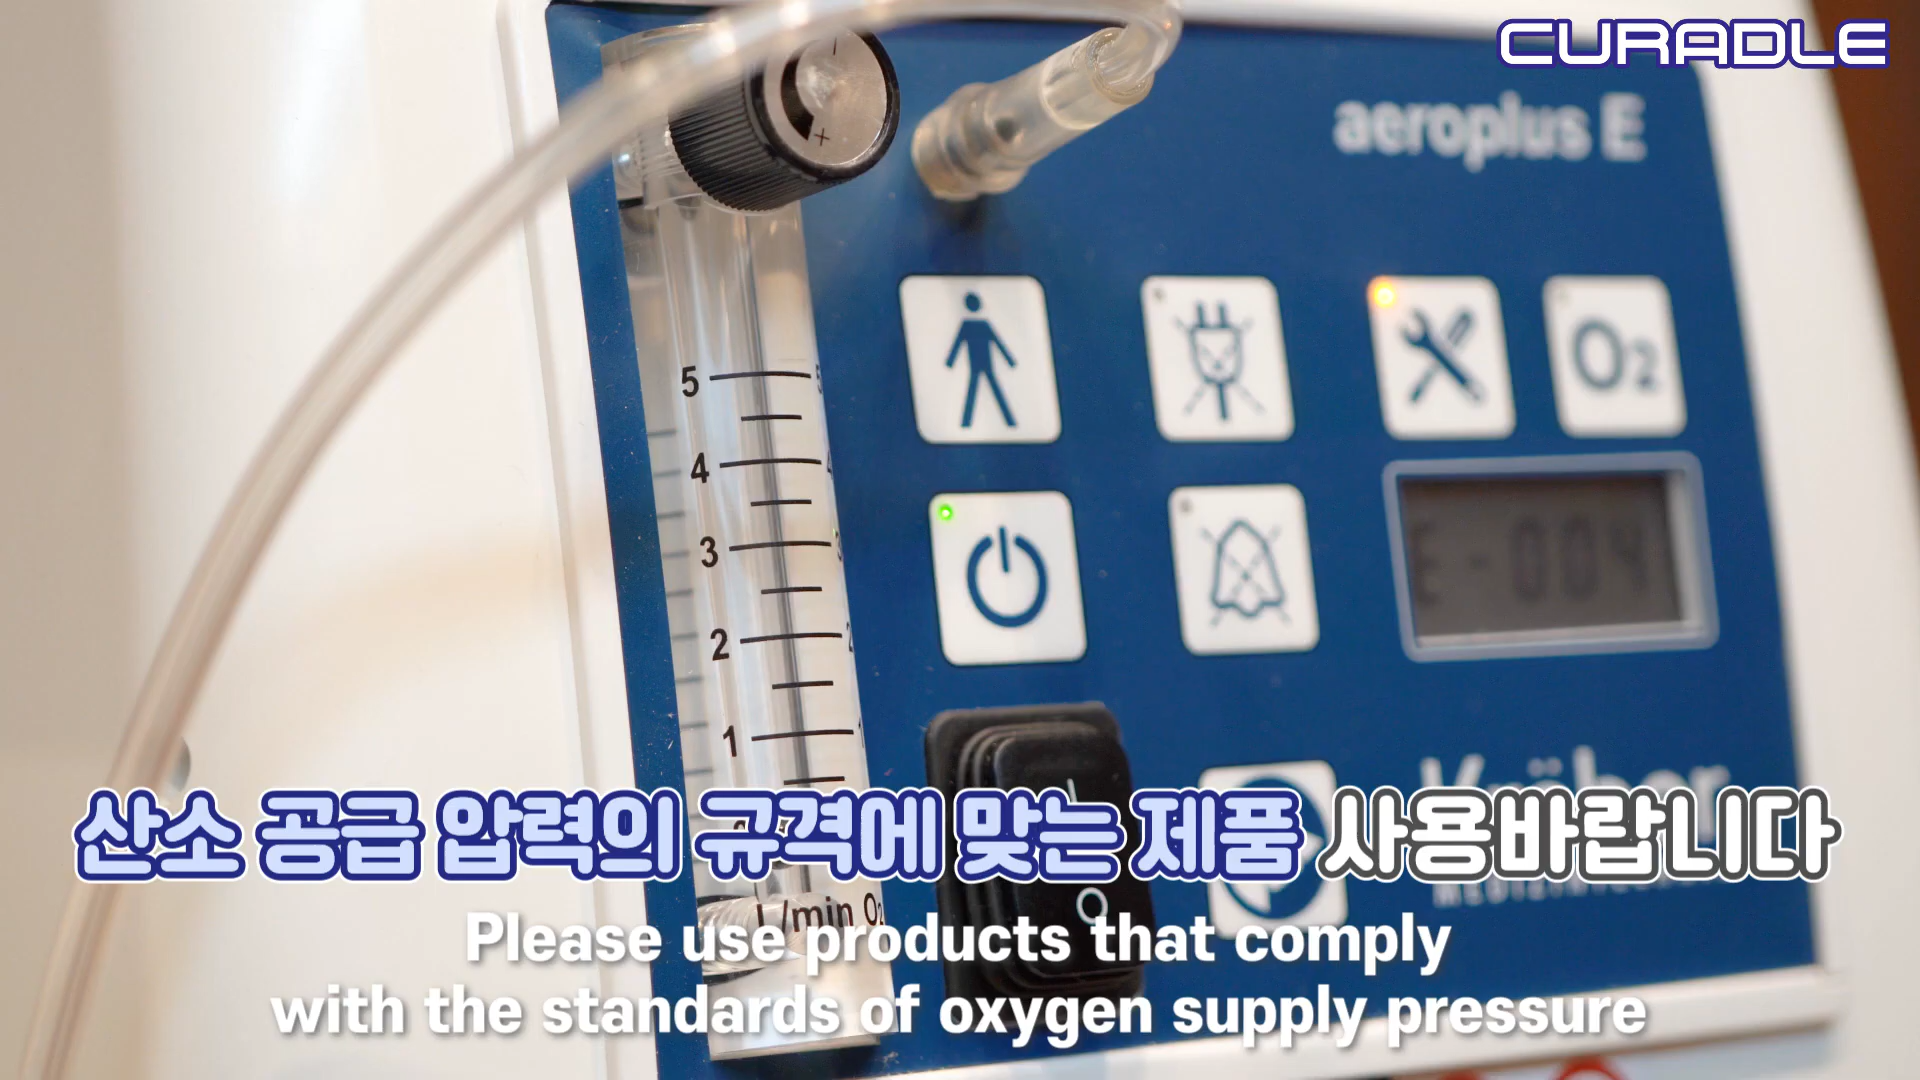 CURADLE
aeroplus E
+
O2
5
4
3
2
1
E-004
산소 공급 압력의 규격에 맞는 제품 사용바랍니다
L/min O2
Please use products that comply
with the standards of oxygen supply pressure